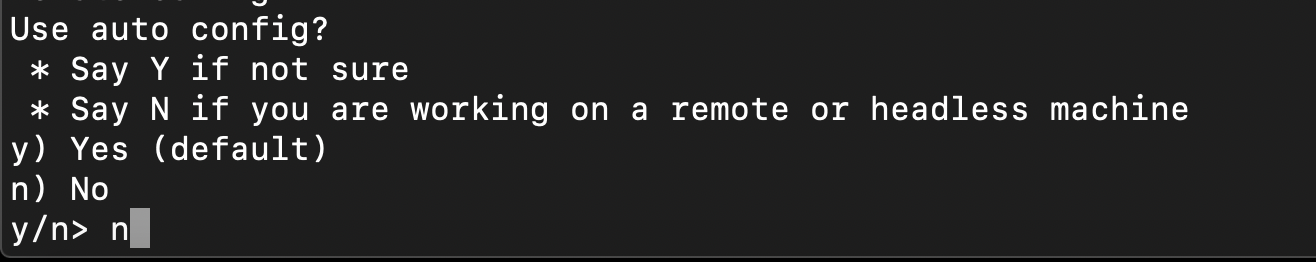 Use auto config?
 * Say Y if not sure
 * Say N if you are working on a remote or headless machine
y) Yes (default)
n) No
y/n> n